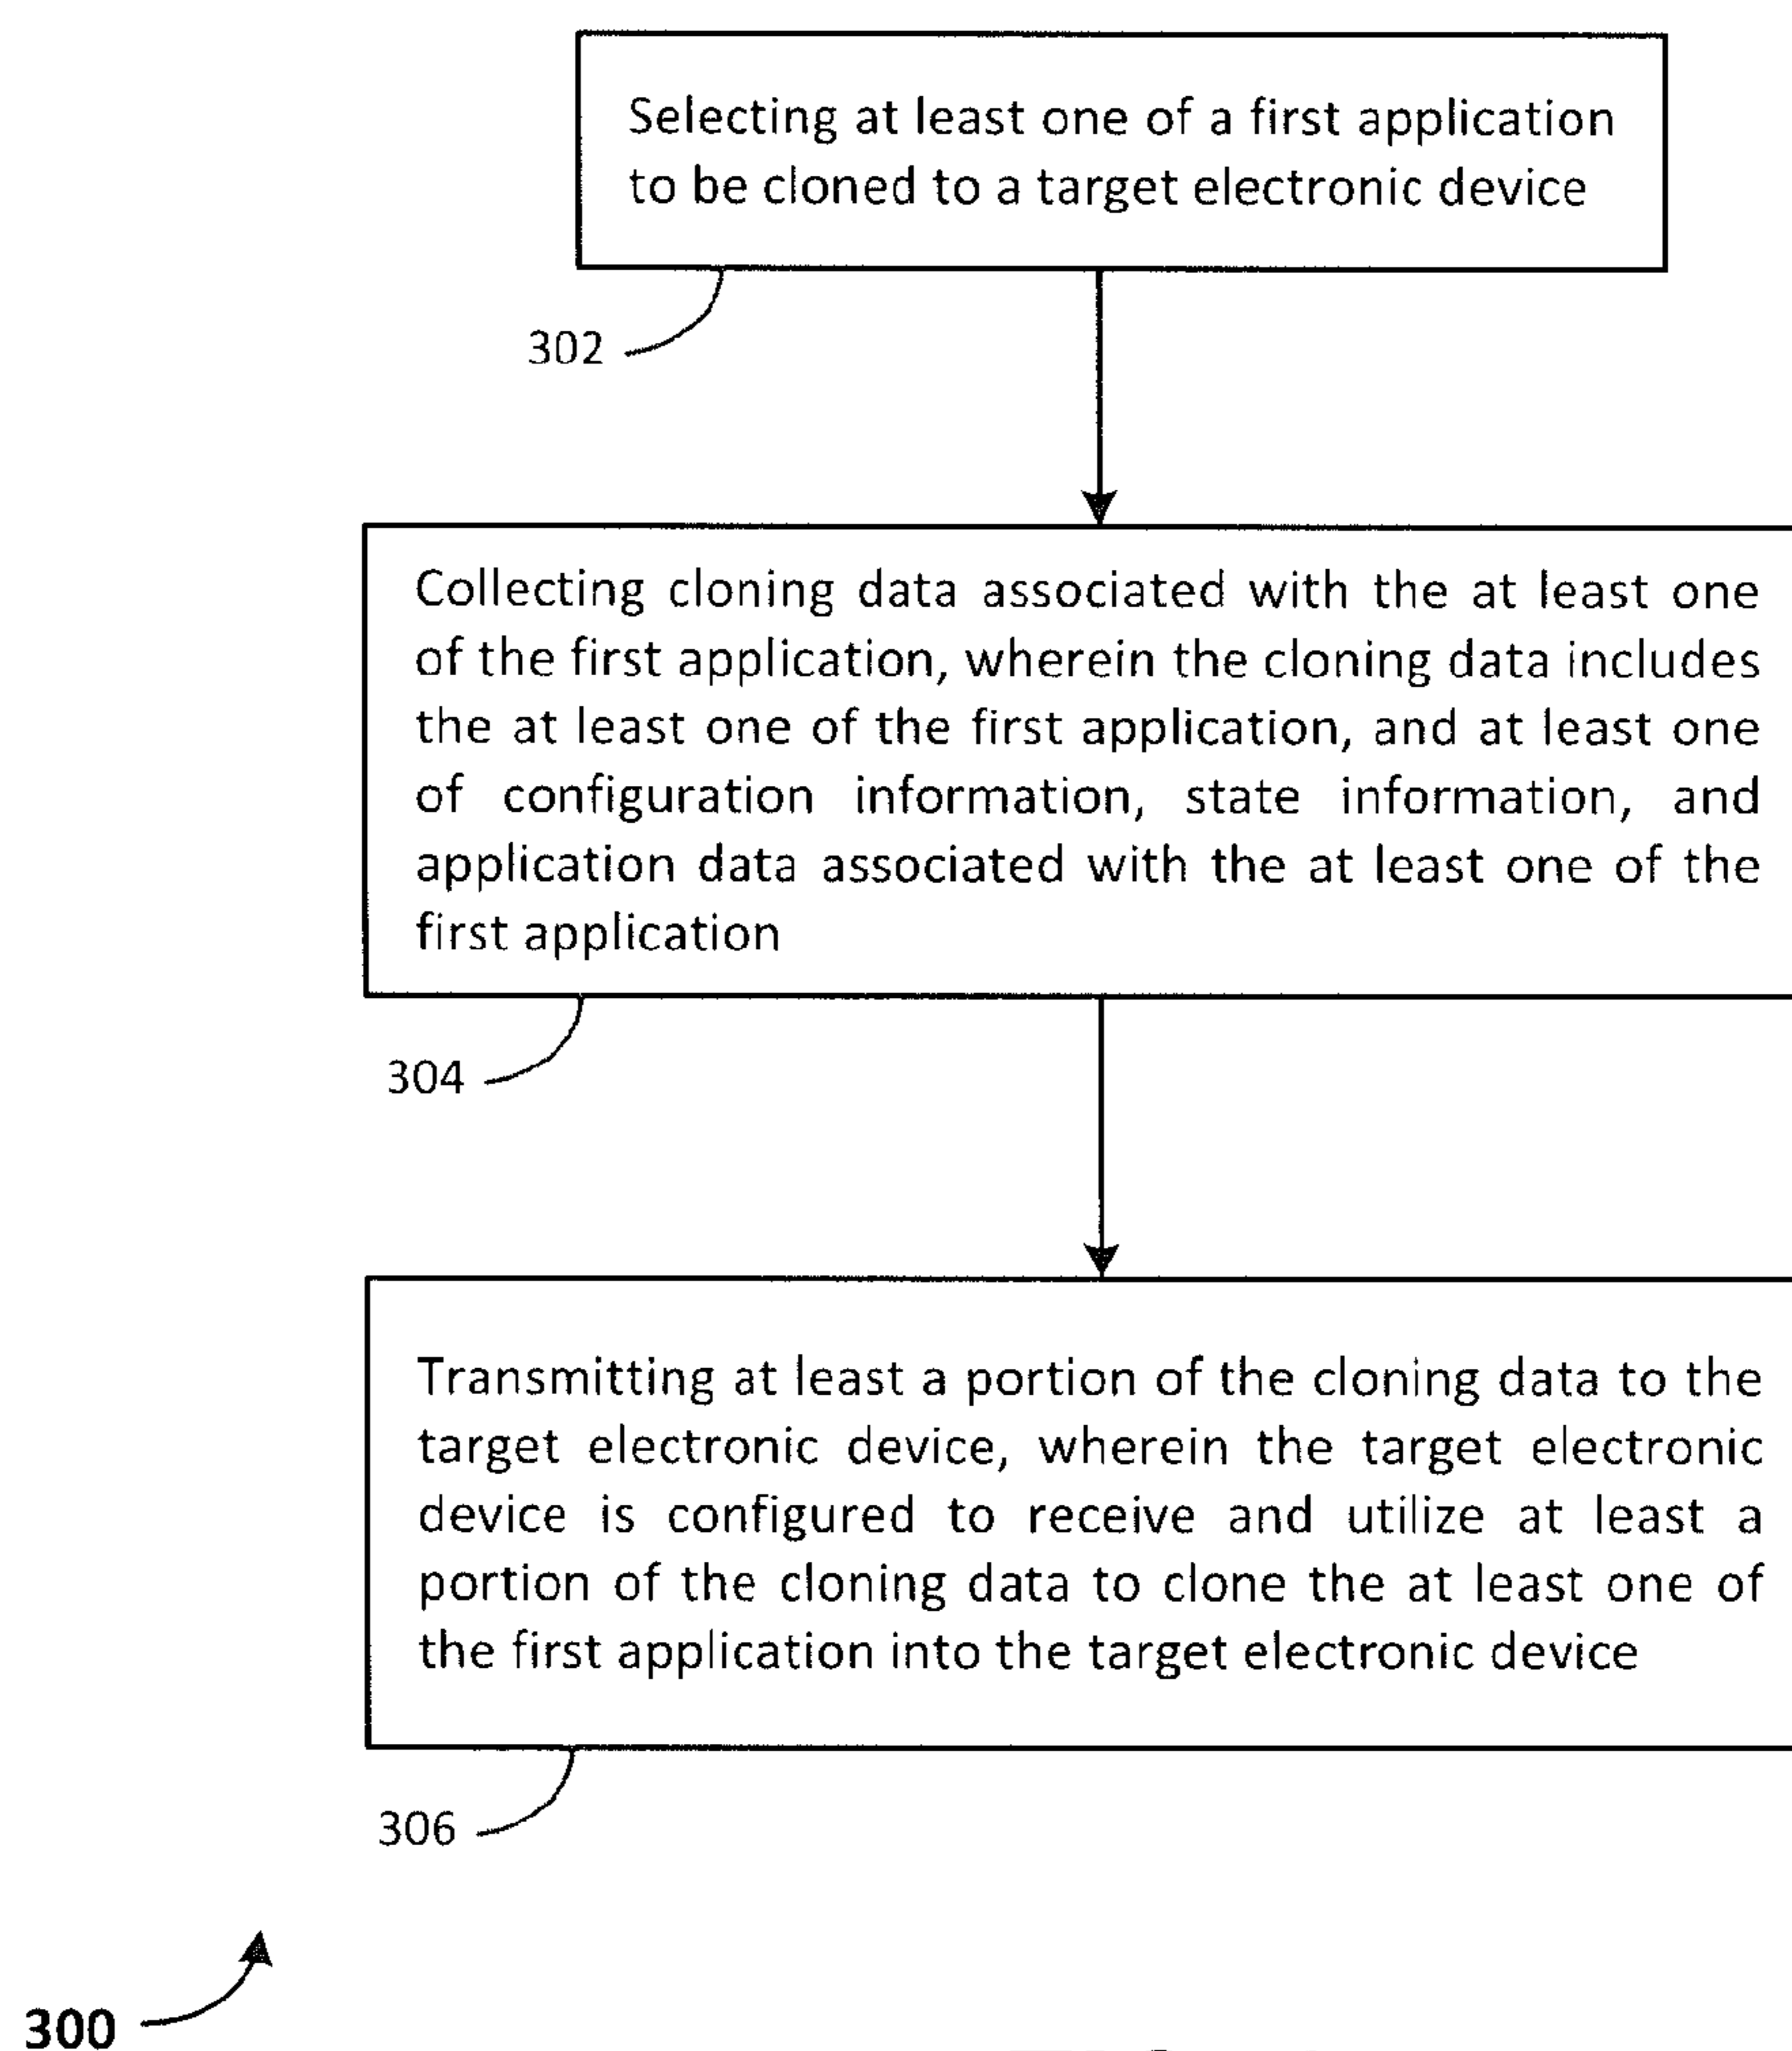 Selecting at least one of a first application
to be cloned to a target electronic device
302
Collecting cloning data associated with the at least one
of the first application, wherein the cloning data includes
the at least one of the first application, and at least one
of configuration information, state information, and
application data associated with the at least one of the
first application
304
Transmitting at least a portion of the cloning data to the
target electronic device, wherein the target electronic
device is configured to receive and utilize at least a
portion of the cloning data to clone the at least one of
the first application into the target electronic device
306
300